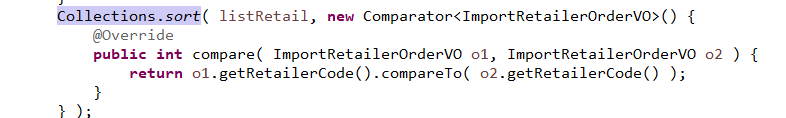 Collections.sort( listRetail, new Comparator<ImportRetailerOrderVO>() {
@Override
public int compare( ImportRetailerOrderVO o1, ImportRetailerOrderVO o2 ) {
return o1.getRetailerCode().compareTo( o2.getRetailerCode() );
}
} );